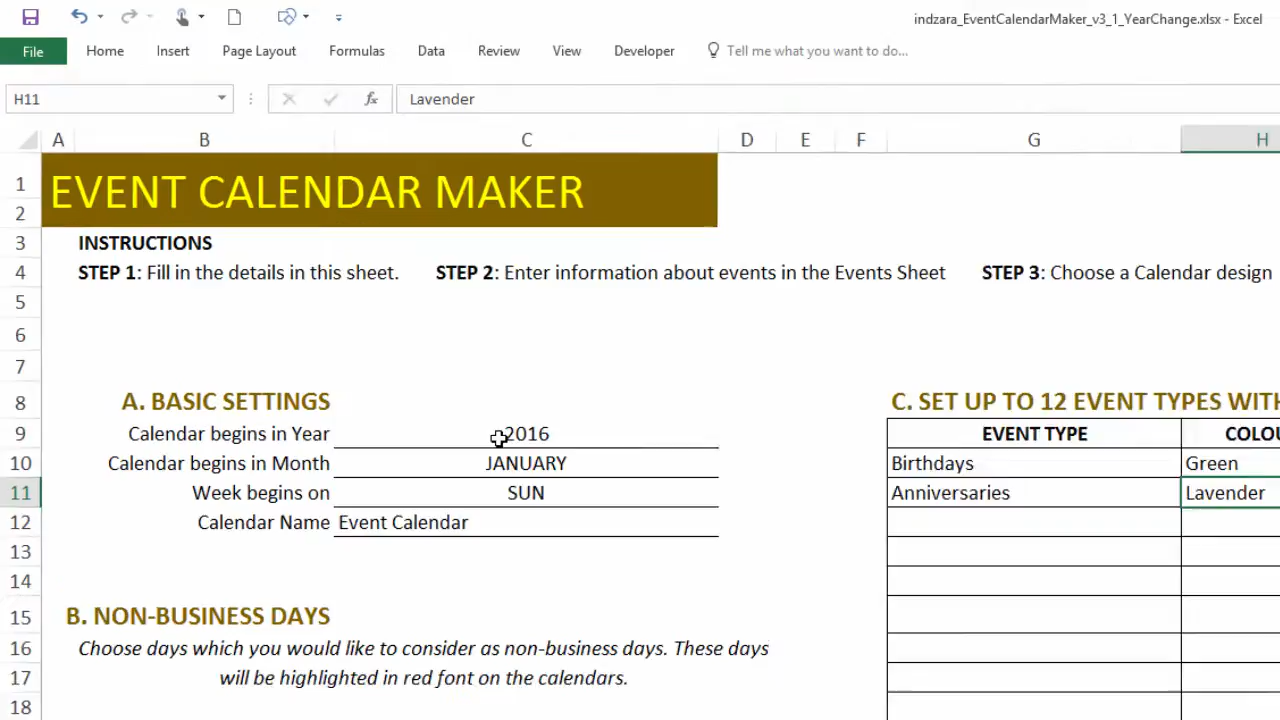 indzara_EventCalendarMaker_v3_1_YearChange.xlsx - Excel
File Home Insert Page Layout Formulas Data Review View Developer Tell me what you want to do...
H11 fx Lavender
A B C D E F G H
1 EVENT CALENDAR MAKER
2
3 INSTRUCTIONS
4 STEP 1: Fill in the details in this sheet. STEP 2: Enter information about events in the Events Sheet STEP 3: Choose a Calendar design
5
6
7
8 A. BASIC SETTINGS C. SET UP TO 12 EVENT TYPES WITH
9 Calendar begins in Year 2016 EVENT TYPE COLOU
10 Calendar begins in Month JANUARY Birthdays Green
11 Week begins on SUN Anniversaries Lavender
12 Calendar Name Event Calendar
13
14
15 B. NON-BUSINESS DAYS
16 Choose days which you would like to consider as non-business days. These days
17 will be highlighted in red font on the calendars.
18